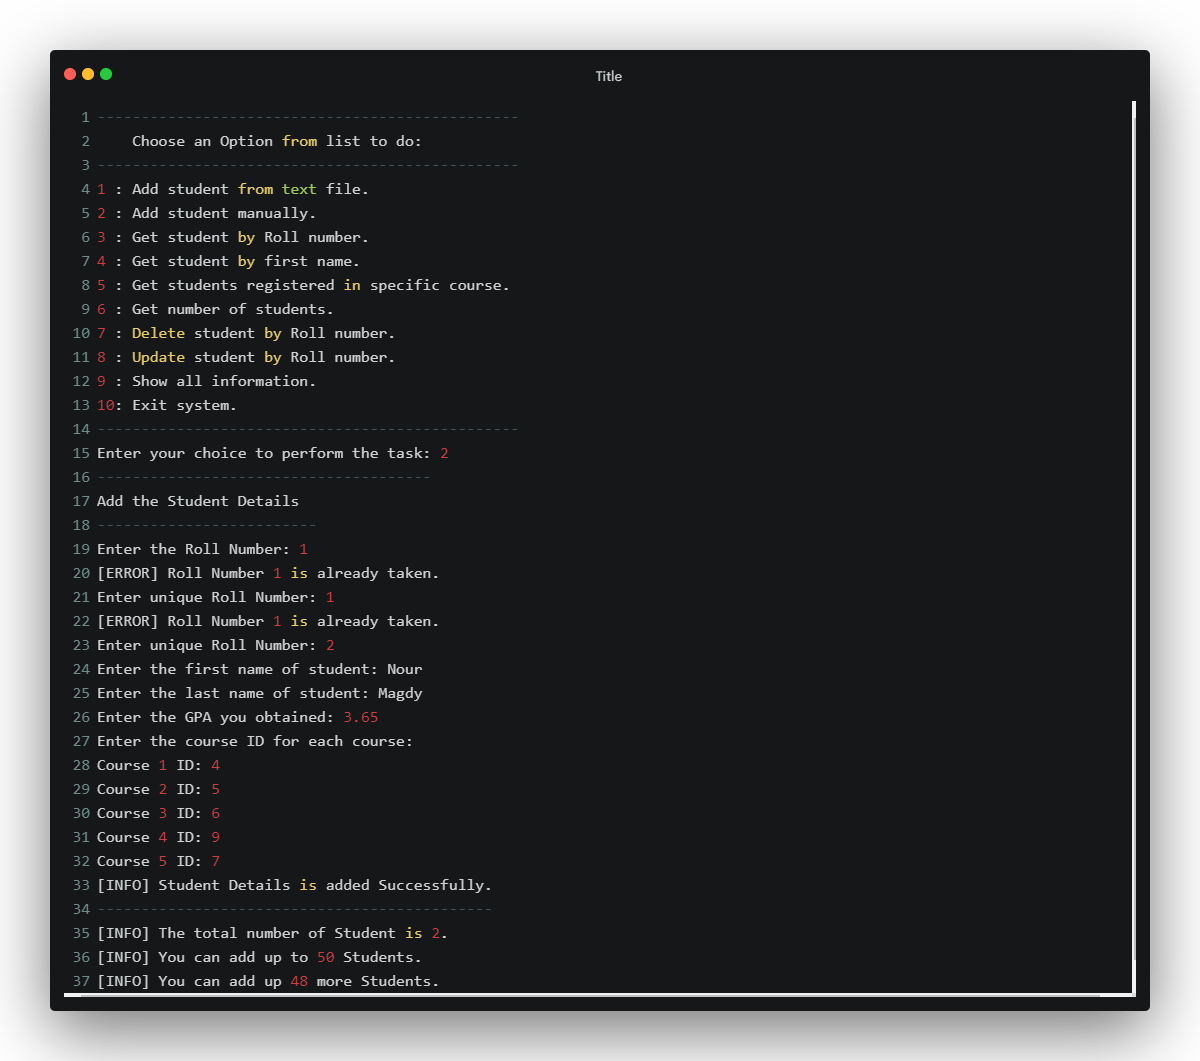 Title
1 ------------------------------------------------
2     Choose an Option from list to do:
3 ------------------------------------------------
4 1 : Add student from text file.
5 2 : Add student manually.
6 3 : Get student by Roll number.
7 4 : Get student by first name.
8 5 : Get students registered in specific course.
9 6 : Get number of students.
10 7 : Delete student by Roll number.
11 8 : Update student by Roll number.
12 9 : Show all information.
13 10: Exit system.
14 ------------------------------------------------
15 Enter your choice to perform the task: 2
16 --------------------------------------
17 Add the Student Details
18 -------------------------
19 Enter the Roll Number: 1
20 [ERROR] Roll Number 1 is already taken.
21 Enter unique Roll Number: 1
22 [ERROR] Roll Number 1 is already taken.
23 Enter unique Roll Number: 2
24 Enter the first name of student: Nour
25 Enter the last name of student: Magdy
26 Enter the GPA you obtained: 3.65
27 Enter the course ID for each course:
28 Course 1 ID: 4
29 Course 2 ID: 5
30 Course 3 ID: 6
31 Course 4 ID: 9
32 Course 5 ID: 7
33 [INFO] Student Details is added Successfully.
34 ---------------------------------------------
35 [INFO] The total number of Student is 2.
36 [INFO] You can add up to 50 Students.
37 [INFO] You can add up 48 more Students.